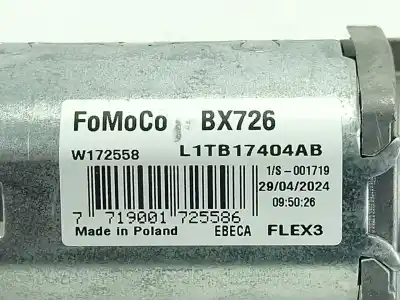 FoMoCo BX726
W172558 L1TB17404AB
1/S-001719
29/04/2024
09:50:26
7 719001 725586
Made in Poland EBECA FLEX3